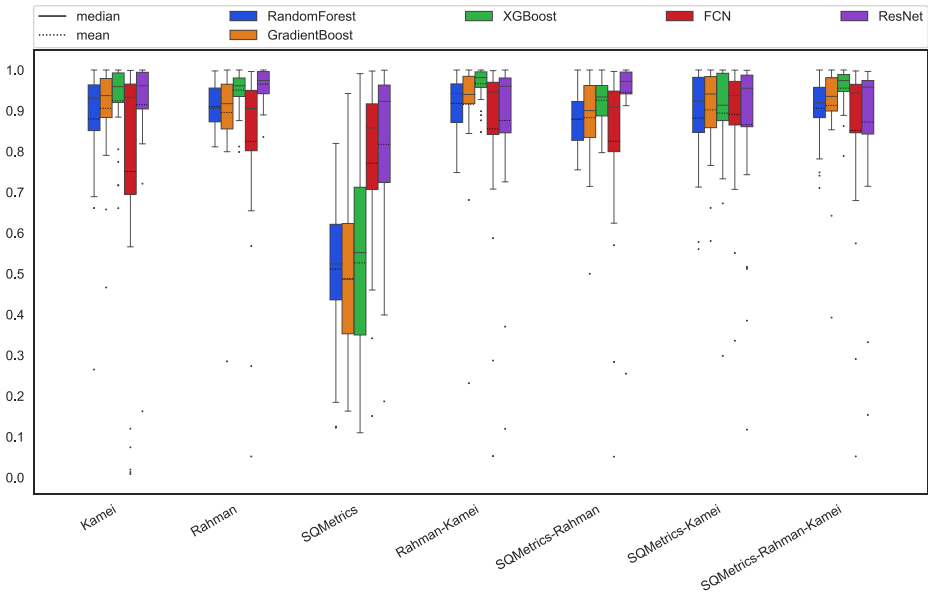 median RandomForest XGBoost FCN ResNet
mean GradientBoost
1.0
0.9
0.8
0.7
0.6
0.5
0.4
0.3
0.2
0.1
0.0
Kamei
Rahman
SQMetrics
Rahman-Kamei
SQMetrics-Rahman
SQMetrics-Kamei
SQMetrics-Rahman-Kamei